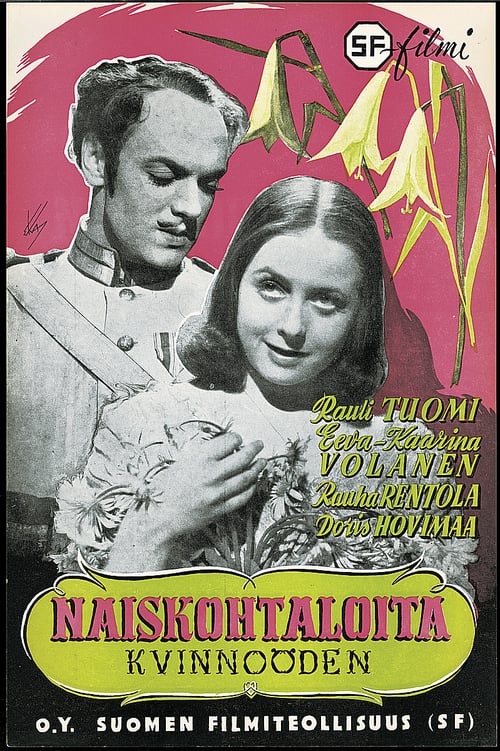 SF-filmi
Rauli TUOMI
Eeva-Kaarina
VOLANEN
Rauha RENTOLA
Doris HOVIMAA
NAISKOHTALOITA
KVINNOÖDEN
O.Y. SUOMEN FILMITEOLLISUUS (SF)